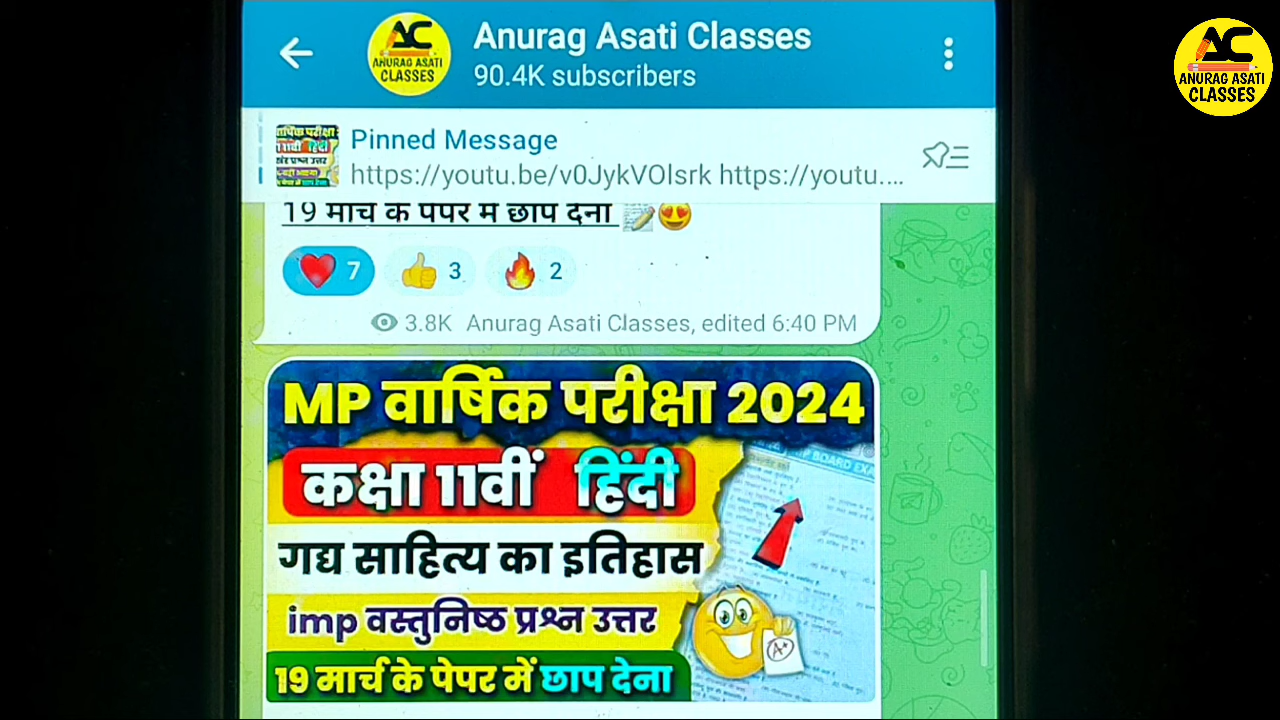 Anurag Asati Classes
90.4K subscribers
AC
ANURAG ASATI
CLASSES
AC
ANURAG ASATI
CLASSES
Pinned Message
https://youtu.be/v0JykVOlsrk https://youtu....
19 मार्च के पेपर में छाप देना
7 3 2
3.8K Anurag Asati Classes, edited 6:40 PM
MP वार्षिक परीक्षा 2024
कक्षा 11वीं हिंदी
गद्य साहित्य का इतिहास
imp वस्तुनिष्ठ प्रश्न उत्तर
19 मार्च के पेपर में छाप देना
A+